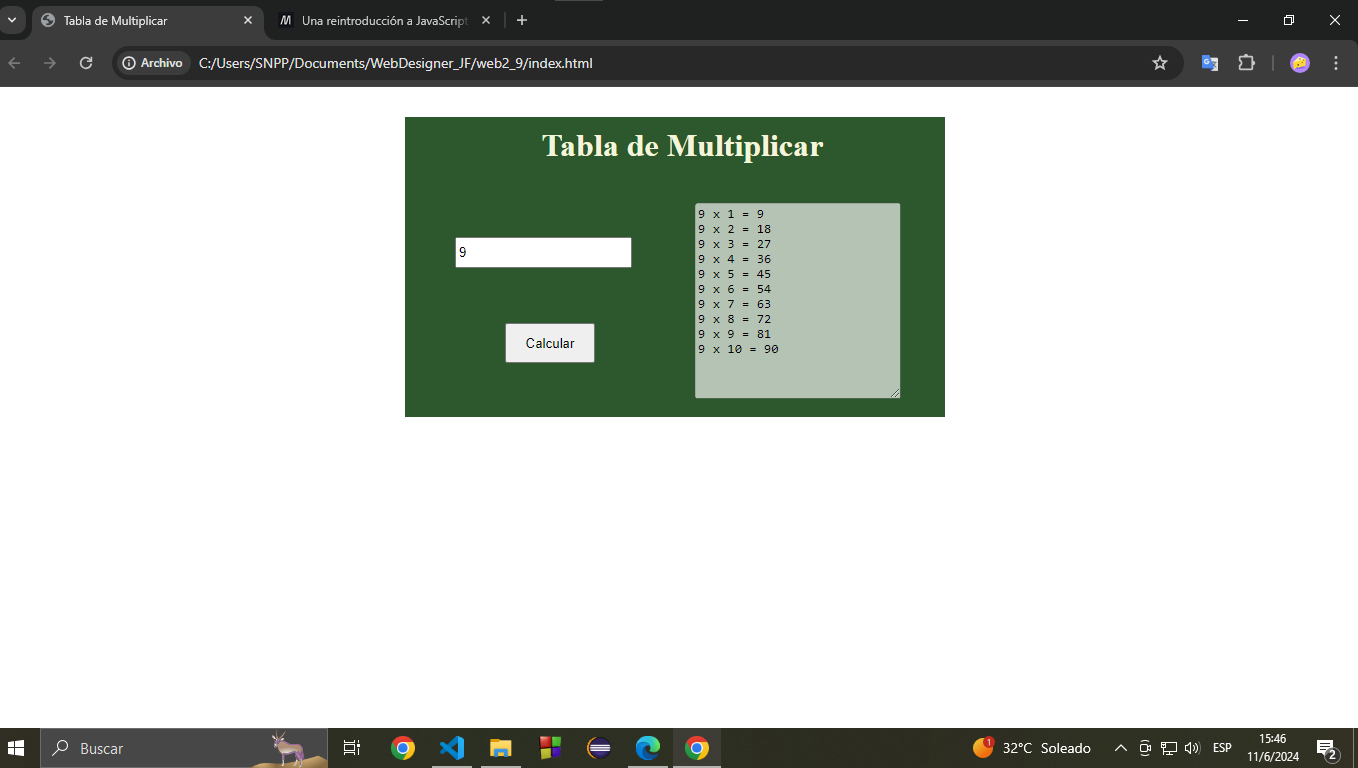 Tabla de Multiplicar
Una reintroducción a JavaScript
Archivo
C:/Users/SNPP/Documents/WebDesigner_JF/web2_9/index.html
Tabla de Multiplicar
9
Calcular
9 x 1 = 9
9 x 2 = 18
9 x 3 = 27
9 x 4 = 36
9 x 5 = 45
9 x 6 = 54
9 x 7 = 63
9 x 8 = 72
9 x 9 = 81
9 x 10 = 90
Buscar
1
32°C Soleado
ESP
15:46
11/6/2024
2